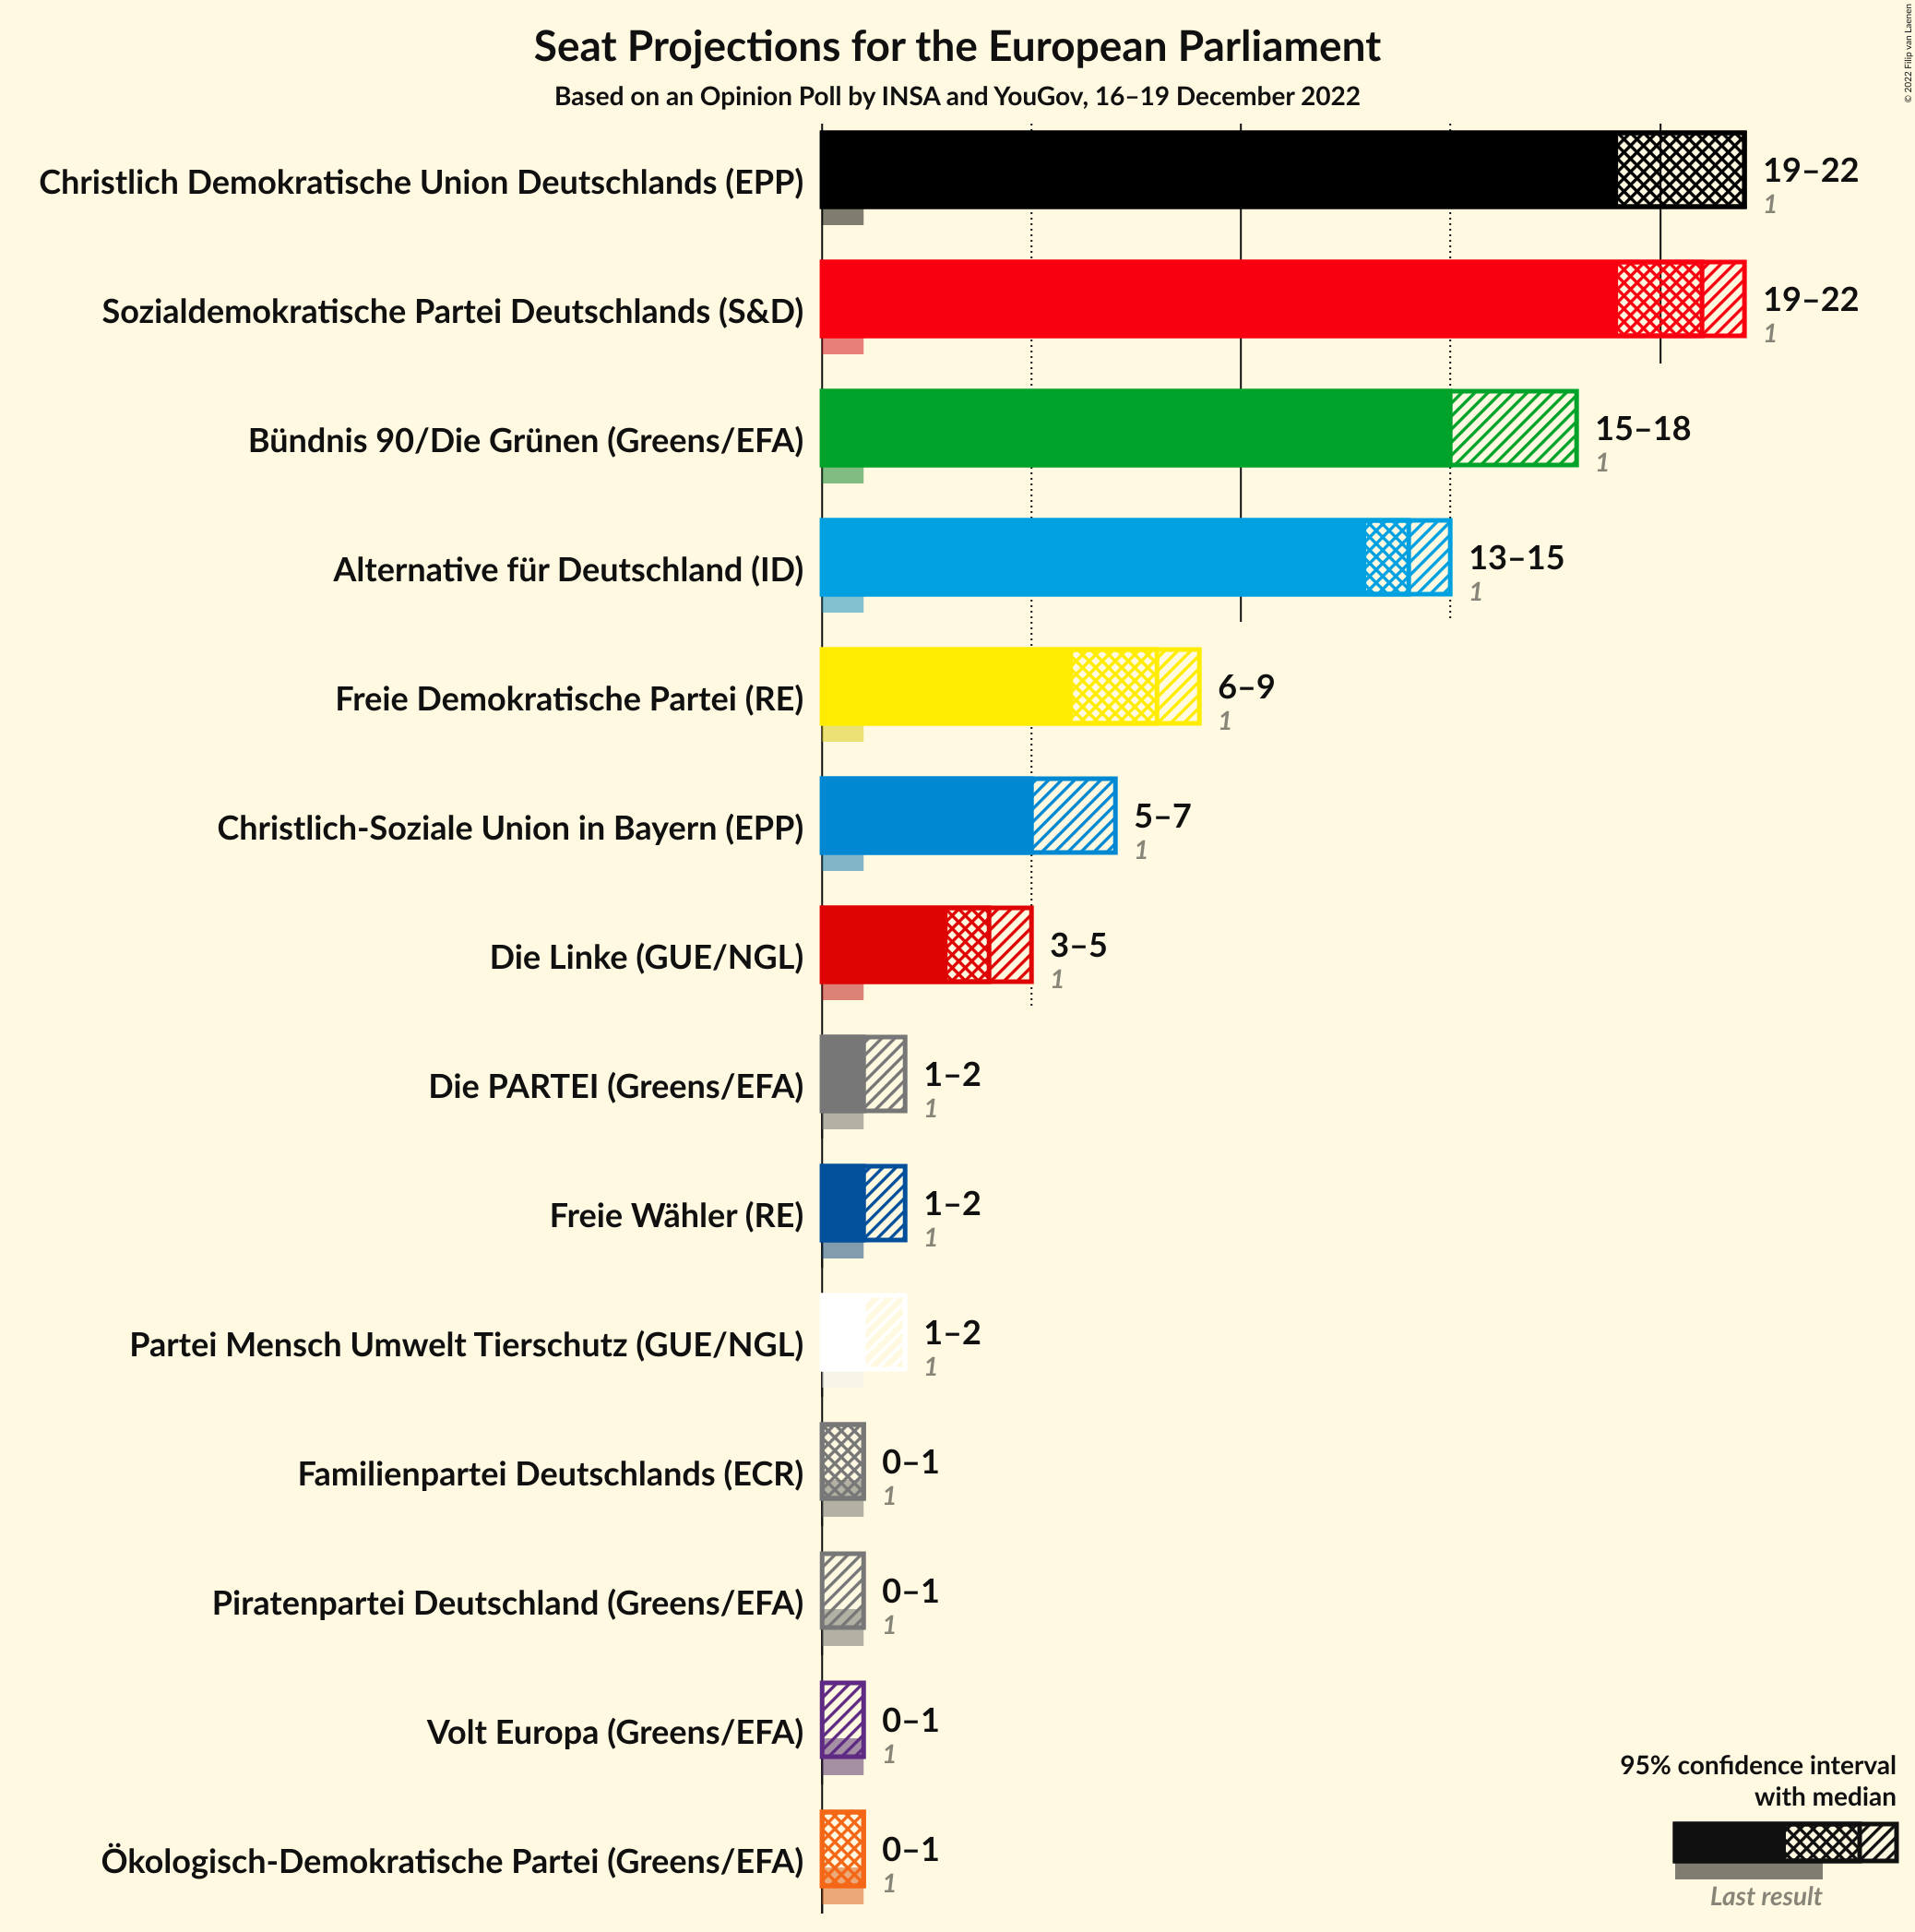 Seat Projections for the European Parliament
Based on an Opinion Poll by INSA and YouGov, 16–19 December 2022
© 2022 Filip van Laenen
Christlich Demokratische Union Deutschlands (EPP)
19–22
1
Sozialdemokratische Partei Deutschlands (S&D)
19–22
1
Bündnis 90/Die Grünen (Greens/EFA)
15–18
1
Alternative für Deutschland (ID)
13–15
1
Freie Demokratische Partei (RE)
6–9
1
Christlich-Soziale Union in Bayern (EPP)
5–7
1
Die Linke (GUE/NGL)
3–5
1
Die PARTEI (Greens/EFA)
1–2
1
Freie Wähler (RE)
1–2
1
Partei Mensch Umwelt Tierschutz (GUE/NGL)
1–2
1
Familienpartei Deutschlands (ECR)
0–1
1
Piratenpartei Deutschland (Greens/EFA)
0–1
1
Volt Europa (Greens/EFA)
0–1
1
Ökologisch-Demokratische Partei (Greens/EFA)
0–1
1
95% confidence interval
with median
Last result